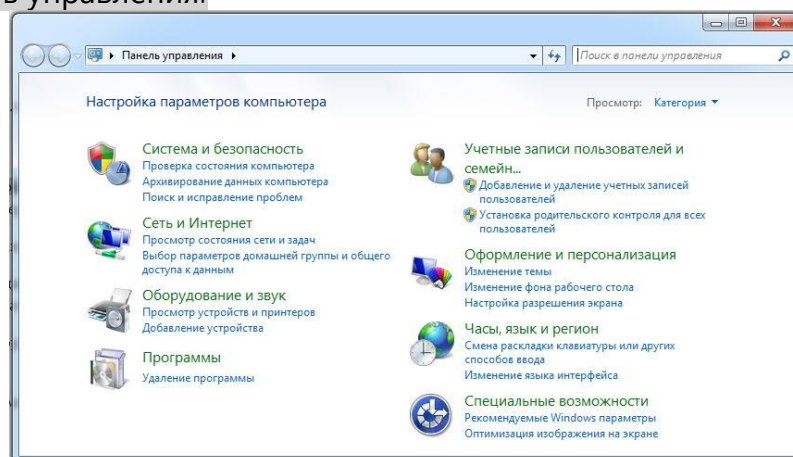 в управления.
Панель управления
Поиск в панели управления
Настройка параметров компьютера
Просмотр: Категория
Система и безопасность
Проверка состояния компьютера
Архивирование данных компьютера
Поиск и исправление проблем
Сеть и Интернет
Просмотр состояния сети и задач
Выбор параметров домашней группы и общего
доступа к данным
Оборудование и звук
Просмотр устройств и принтеров
Добавление устройства
Программы
Удаление программы
Учетные записи пользователей и
семейн...
Добавление и удаление учетных записей
пользователей
Установка родительского контроля для всех
пользователей
Оформление и персонализация
Изменение темы
Изменение фона рабочего стола
Настройка разрешения экрана
Часы, язык и регион
Смена раскладки клавиатуры или других
способов ввода
Изменение языка интерфейса
Специальные возможности
Рекомендуемые Windows параметры
Оптимизация изображения на экране